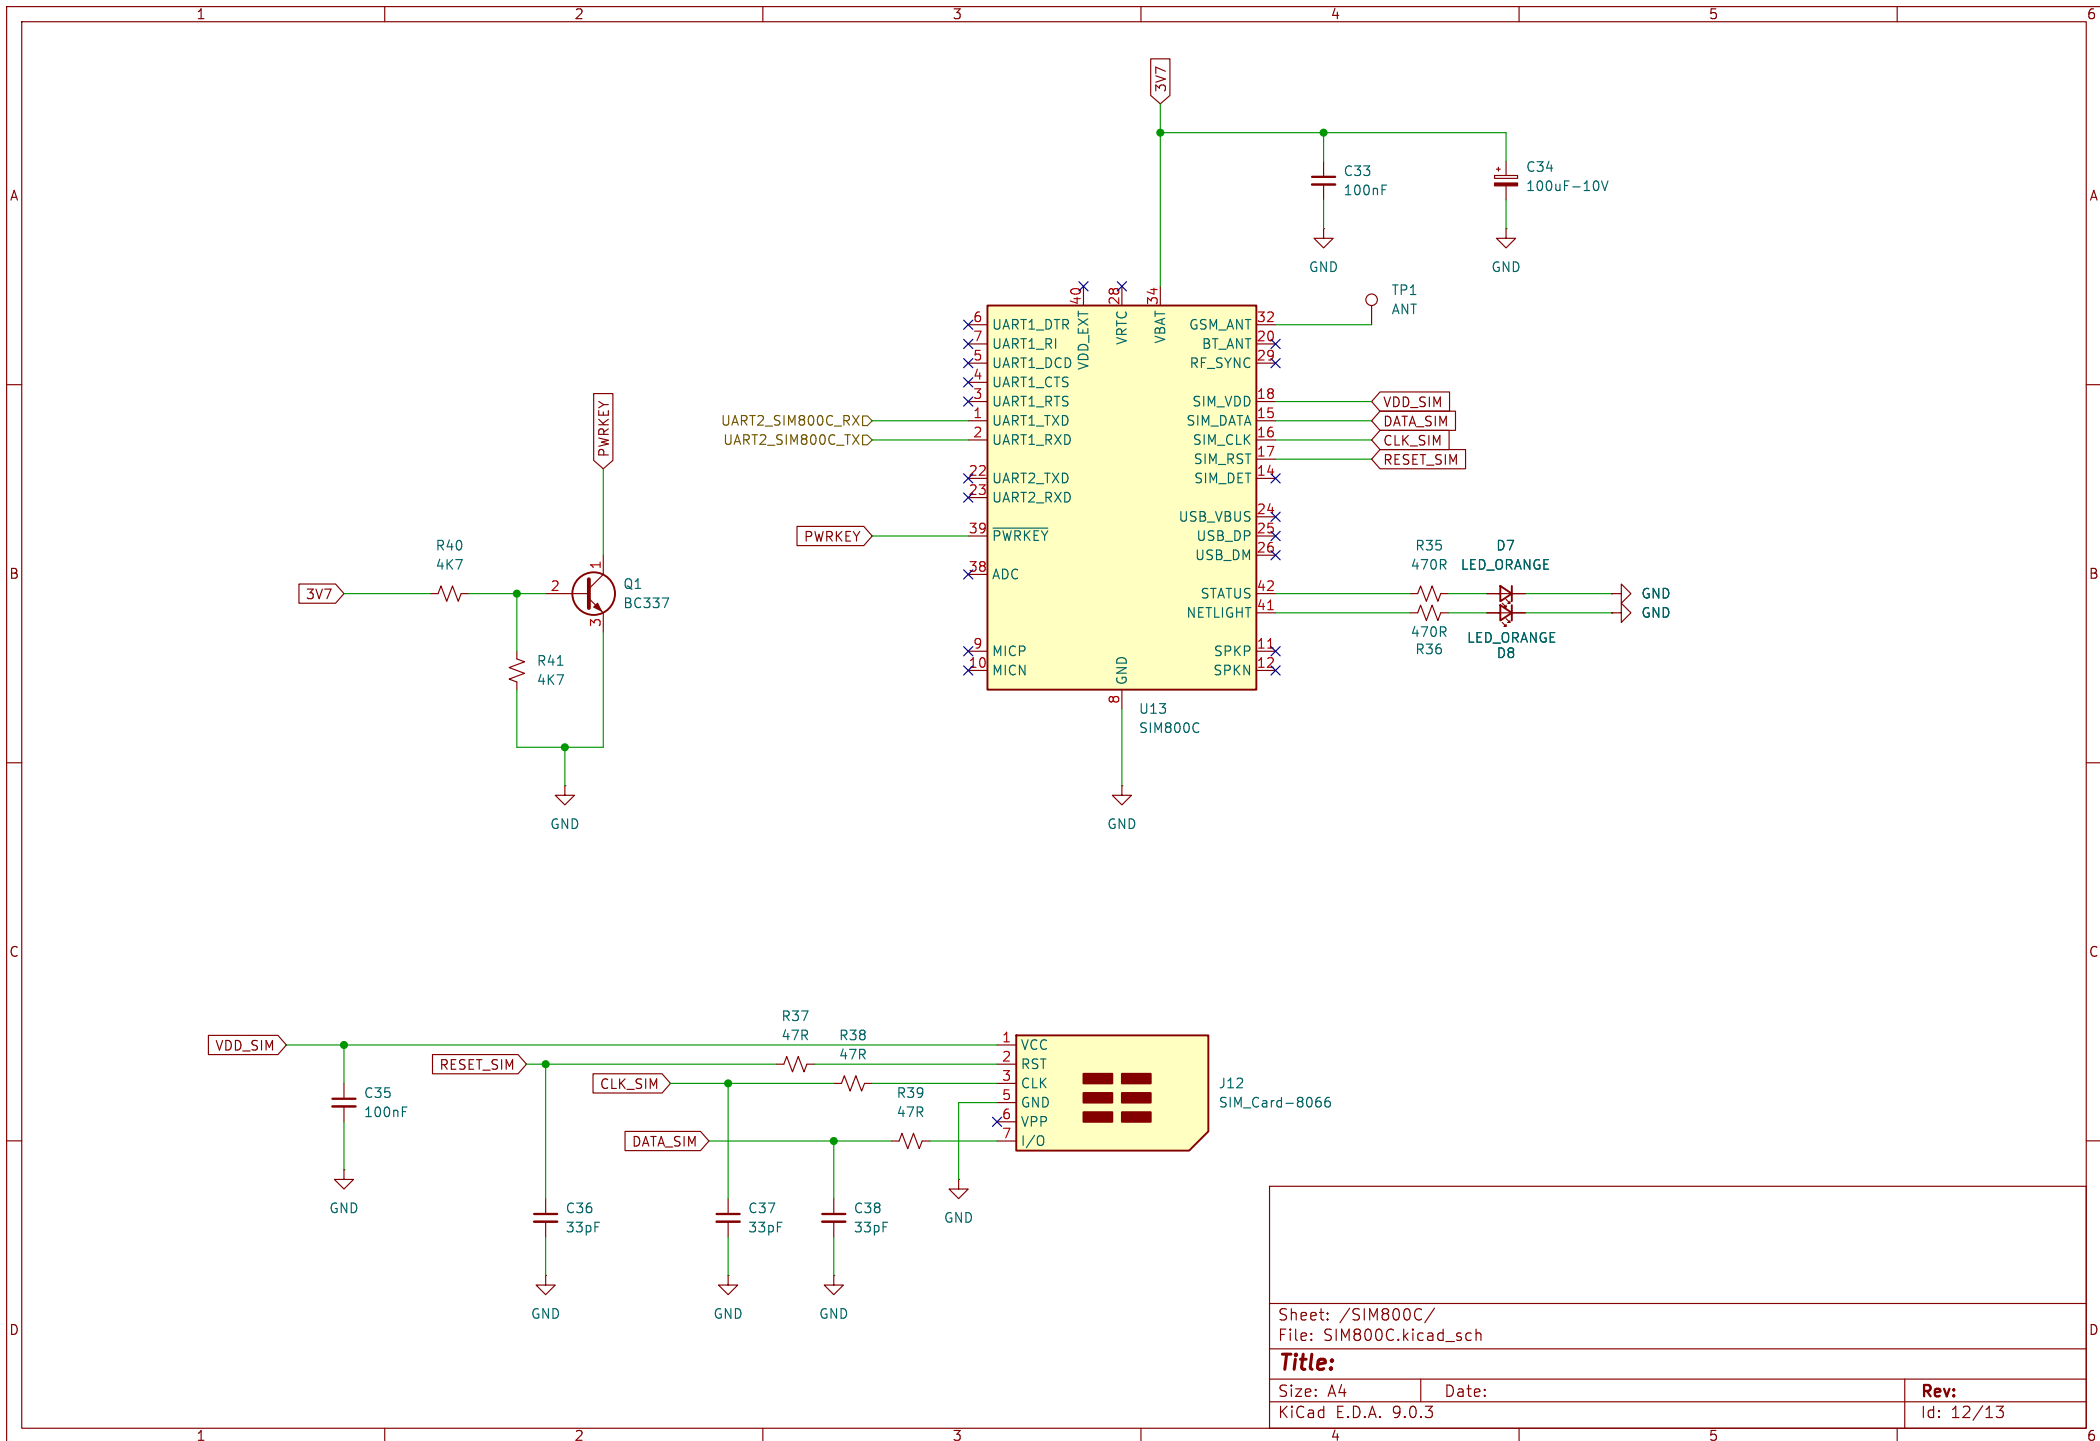 1 2 3 4 5 6
A A
B B
C C
D D
1 2 3 4 5 6
3V7
C33
100nF
GND
+
C34
100uF-10V
GND
TP1
ANT
40 VDD_EXT
28 VRTC
34 VBAT
6 UART1_DTR
7 UART1_RI
5 UART1_DCD
4 UART1_CTS
3 UART1_RTS
UART2_SIM800C_RX 1 UART1_TXD
UART2_SIM800C_TX 2 UART1_RXD
22 UART2_TXD
23 UART2_RXD
PWRKEY 39 PWRKEY
38 ADC
9 MICP
10 MICN
GSM_ANT 32
BT_ANT 20
RF_SYNC 29
SIM_VDD 18 VDD_SIM
SIM_DATA 15 DATA_SIM
SIM_CLK 16 CLK_SIM
SIM_RST 17 RESET_SIM
SIM_DET 14
USB_VBUS 24
USB_DP 25
USB_DM 26
STATUS 42
NETLIGHT 41
SPKP 11
SPKN 12
GND 8
U13
SIM800C
GND
R35
470R
D7
LED_ORANGE
GND
GND
470R
R36
LED_ORANGE
D8
PWRKEY
R40
4K7
3V7
2
1
3
Q1
BC337
R41
4K7
GND
VDD_SIM
C35
100nF
GND
RESET_SIM
R37
47R
R38
47R
CLK_SIM
R39
47R
DATA_SIM
C36
33pF
GND
C37
33pF
GND
C38
33pF
GND
1 VCC
2 RST
3 CLK
5 GND
6 VPP
7 I/O
J12
SIM_Card-8066
GND
Sheet: /SIM800C/
File: SIM800C.kicad_sch
Title:
Size: A4 Date: Rev:
KiCad E.D.A. 9.0.3 Id: 12/13